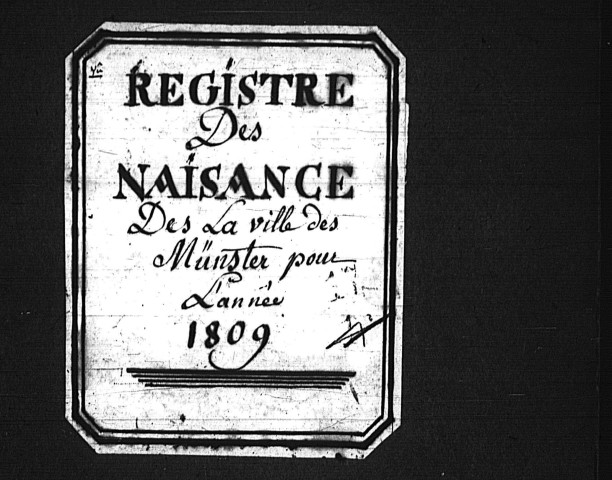 REGISTRE
Des
NAISANCE
Des La ville des
Münster pour
L'année
1809